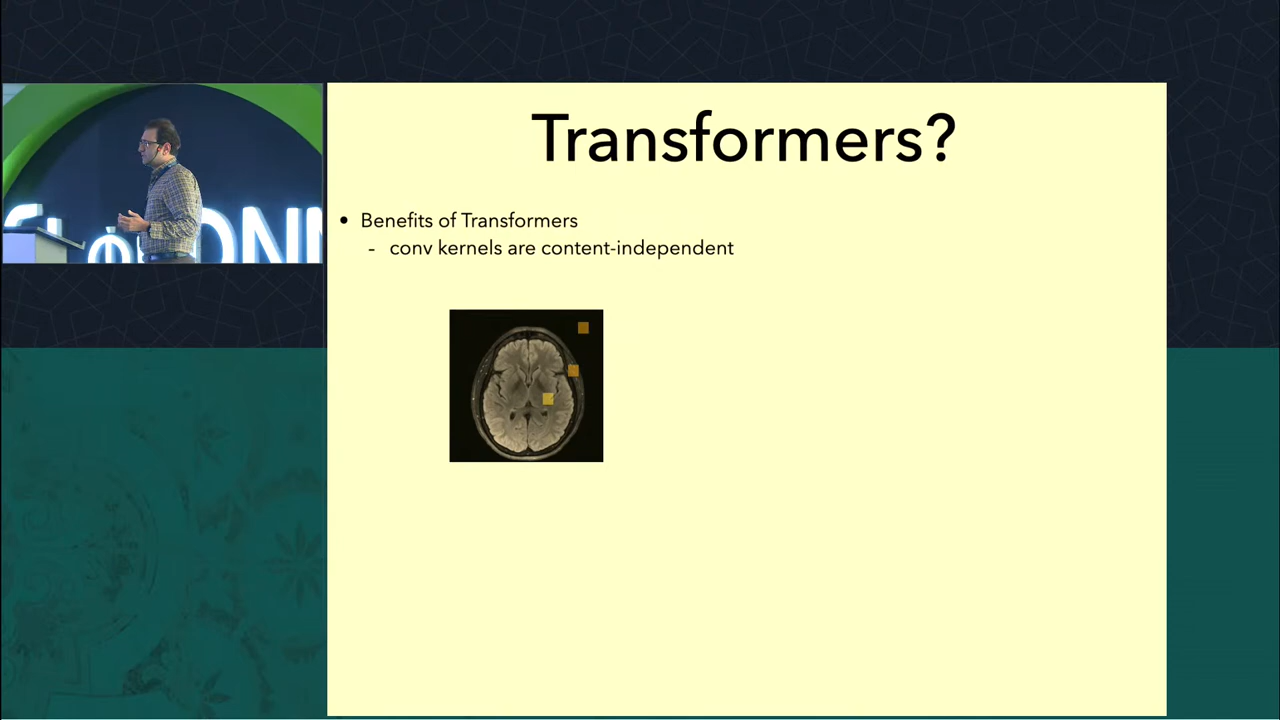 Transformers?
• Benefits of Transformers
- conv kernels are content-independent